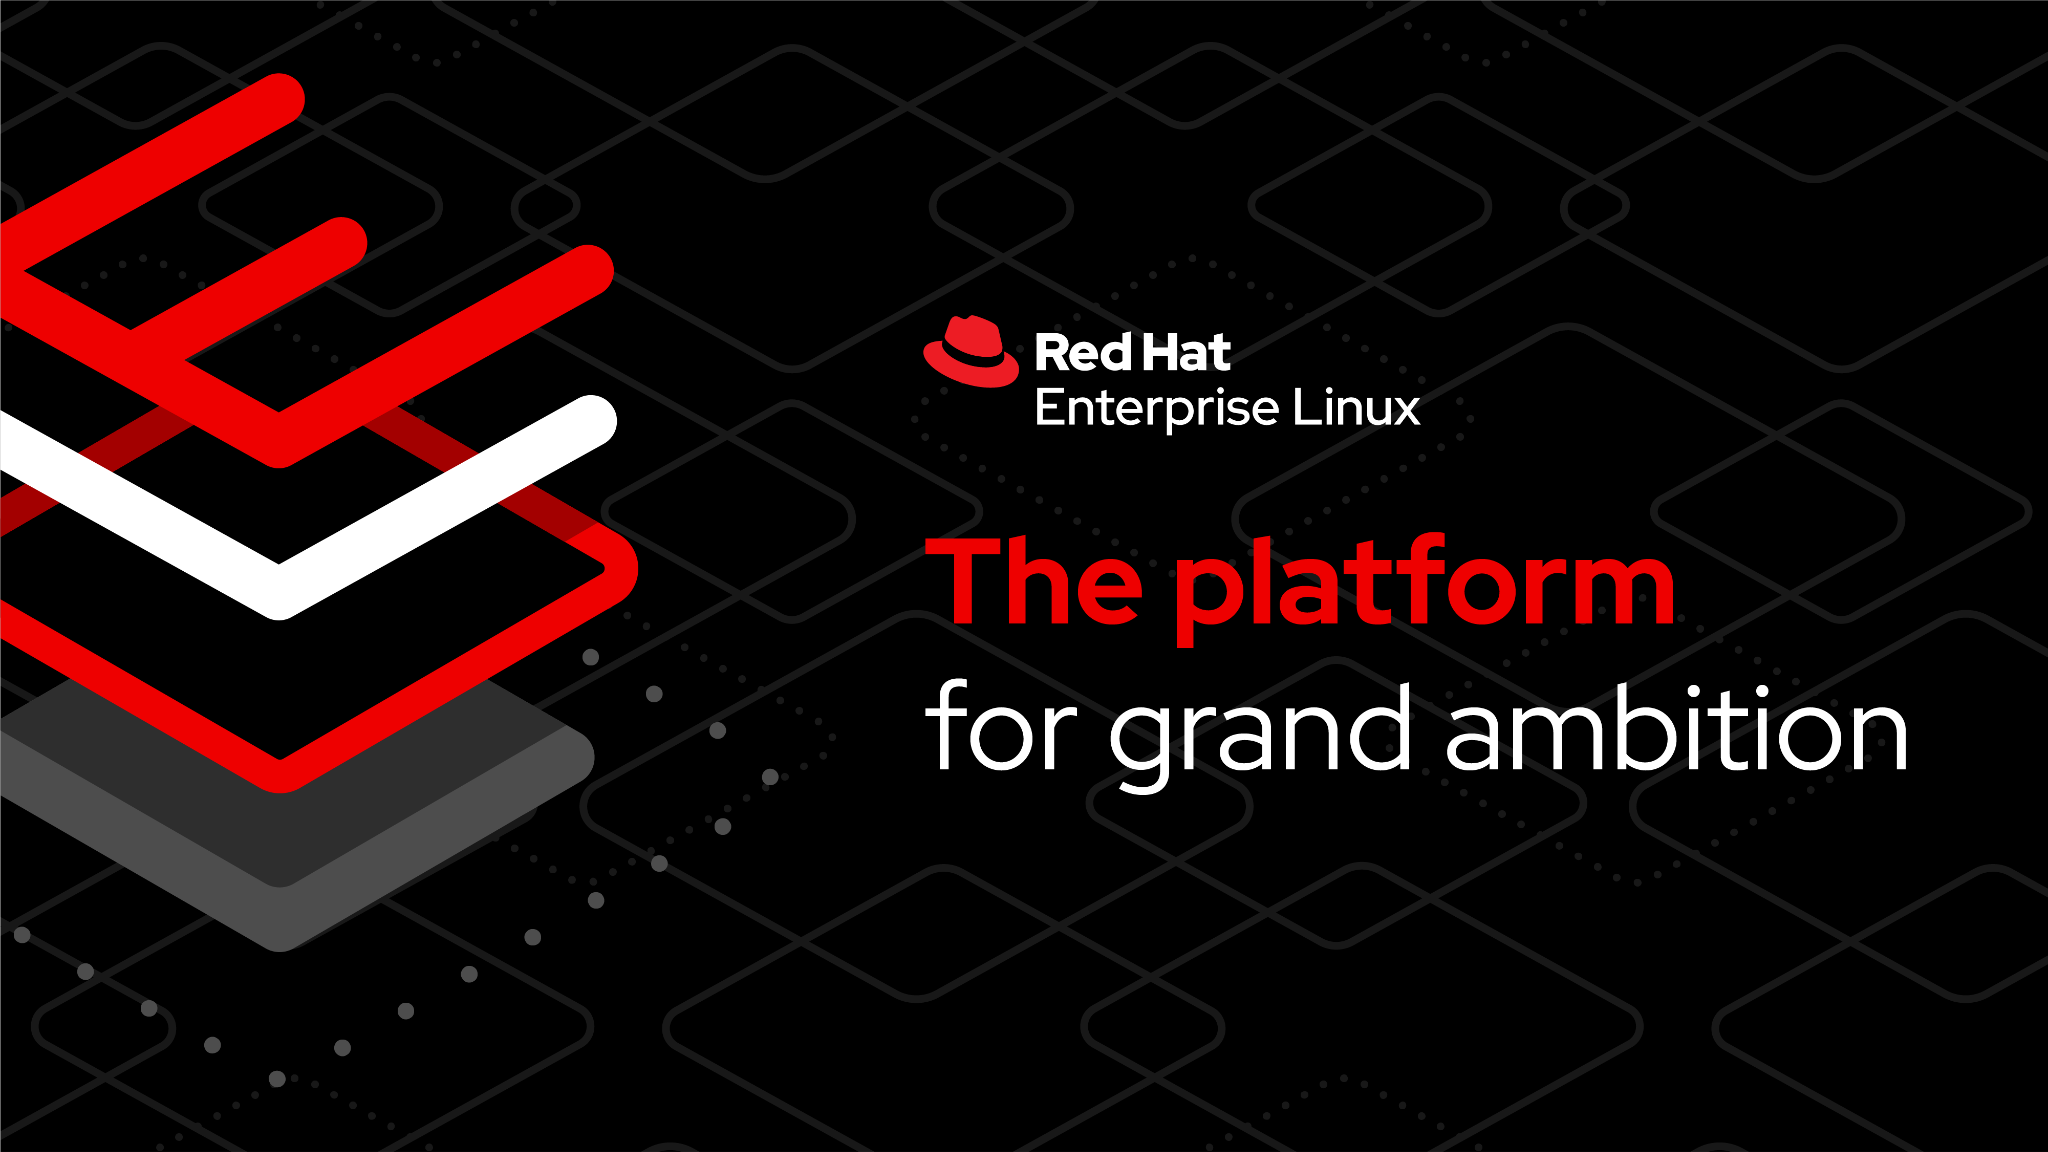 Red Hat
Enterprise Linux
The platform
for grand ambition